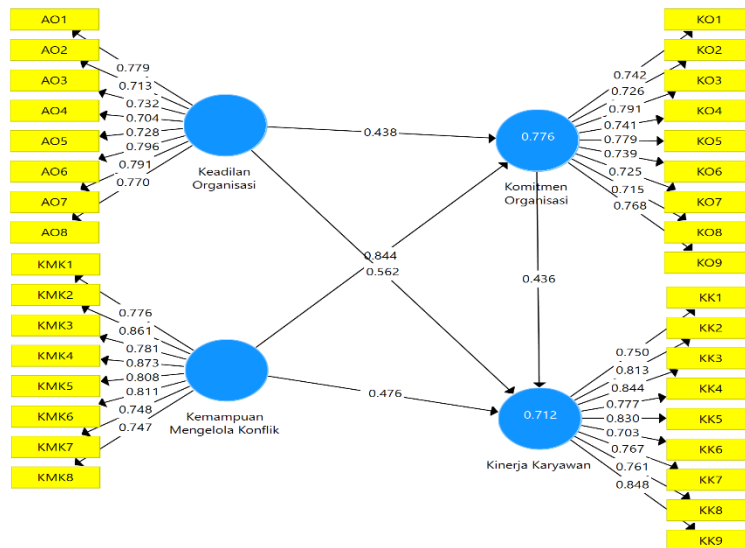 AO1
AO2
AO3
AO4
AO5
AO6
AO7
AO8
0.779
0.713
0.732
0.704
0.728
0.796
0.791
0.770
Keadilan
Organisasi
KMK1
KMK2
KMK3
KMK4
KMK5
KMK6
KMK7
KMK8
0.776
0.861
0.781
0.873
0.808
0.811
0.748
0.747
Kemampuan
Mengelola Konflik
0.438
0.844
0.562
0.476
0.436
0.776
Komitmen
Organisasi
0.742
0.726
0.791
0.741
0.779
0.739
0.725
0.715
0.768
KO1
KO2
KO3
KO4
KO5
KO6
KO7
KO8
KO9
0.712
Kinerja Karyawan
0.750
0.813
0.844
0.777
0.830
0.703
0.767
0.761
0.848
KK1
KK2
KK3
KK4
KK5
KK6
KK7
KK8
KK9